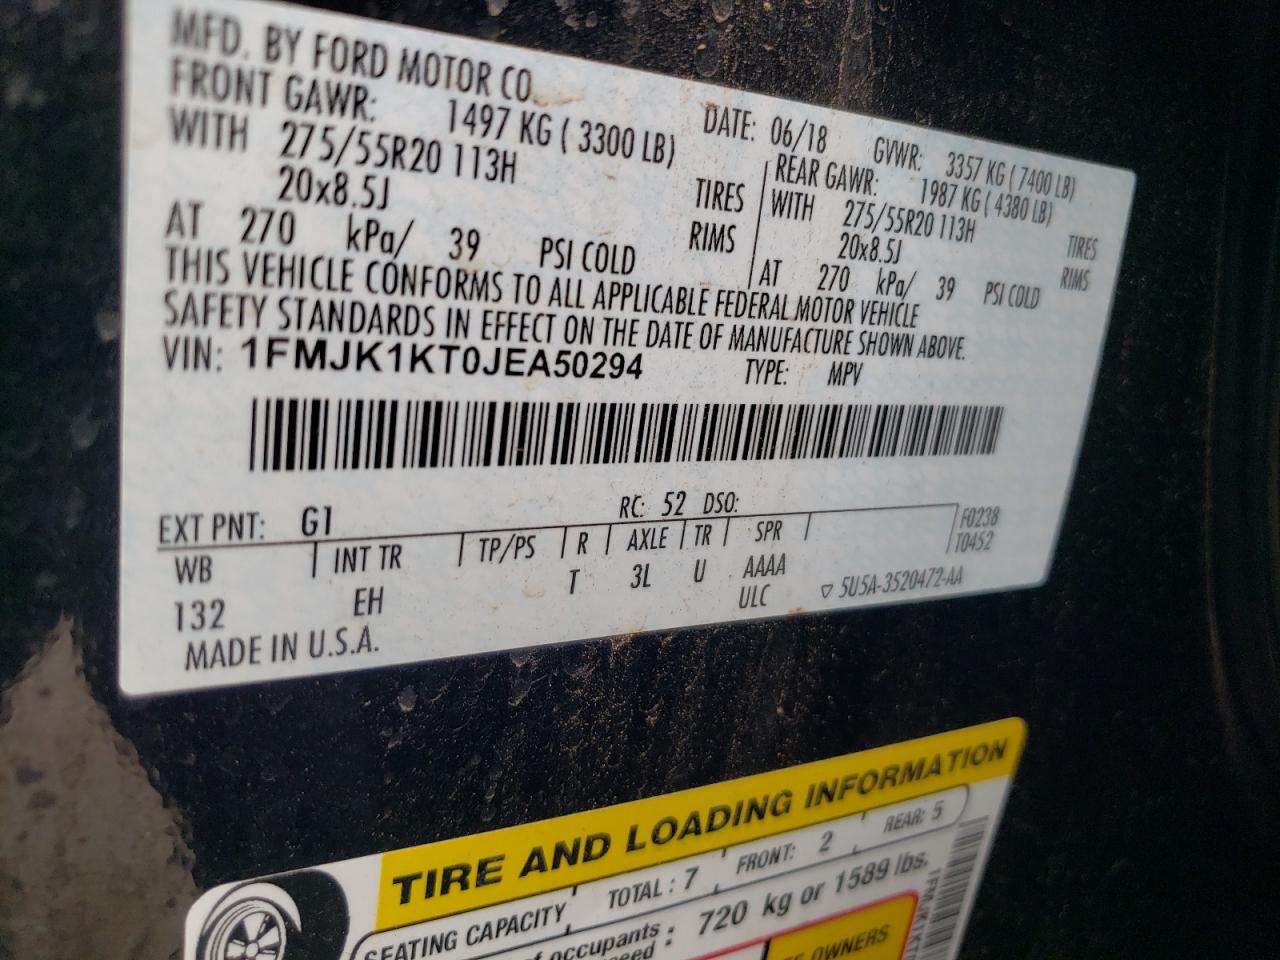 MFD. BY FORD MOTOR CO.
DATE: 06/18 GVWR: 3357 KG ( 7400 LB)
FRONT GAWR: 1497 KG ( 3300 LB)
REAR GAWR: 1987 KG ( 4380 LB)
WITH 275/55R20 113H TIRES
WITH 275/55R20 113H TIRES
20x8.5J RIMS
20x8.5J RIMS
AT 270 kPa/ 39 PSI COLD
AT 270 kPa/ 39 PSI COLD
THIS VEHICLE CONFORMS TO ALL APPLICABLE FEDERAL MOTOR VEHICLE
SAFETY STANDARDS IN EFFECT ON THE DATE OF MANUFACTURE SHOWN ABOVE.
VIN: 1FMJK1KT0JEA50294 TYPE: MPV
EXT PNT: G1 RC: 52 DSO:
WB INT TR TP/PS R AXLE TR SPR F0238
T0452
132 EH T 3L U AAAA
ULC ▽ 5U5A-3520472-AA
MADE IN U.S.A.
TIRE AND LOADING INFORMATION
SEATING CAPACITY TOTAL : 7 FRONT: 2 REAR: 5
of occupants : 720 kg or 1589 lbs.
OWNERS